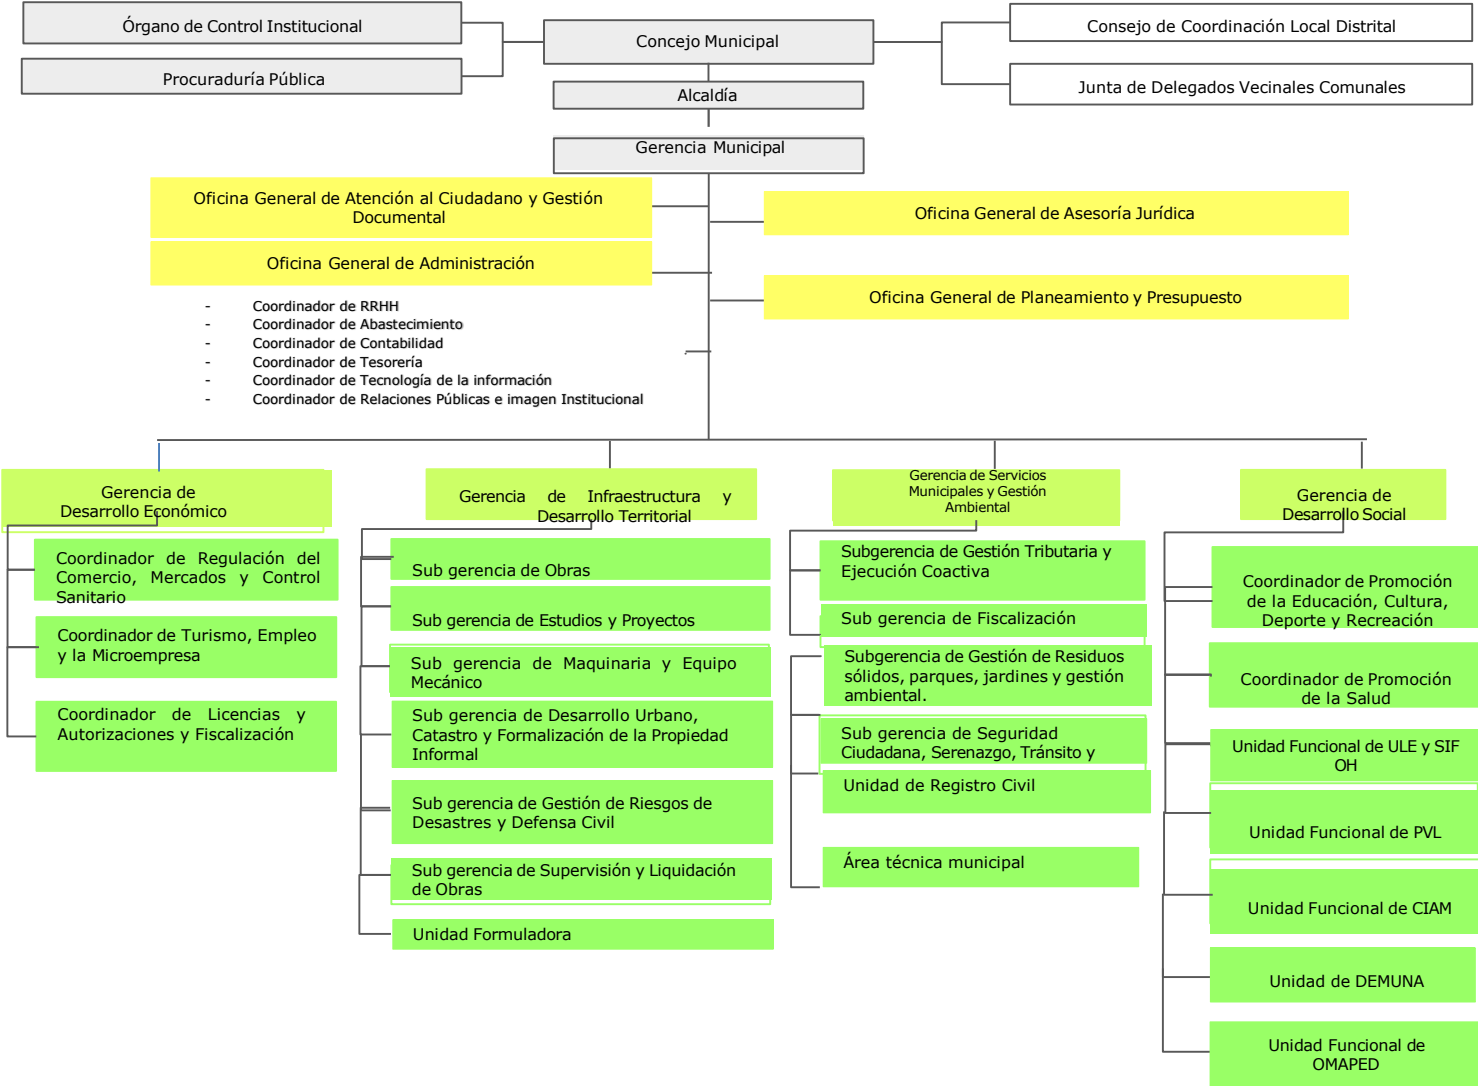 Órgano de Control Institucional
Procuraduría Pública
Concejo Municipal
Consejo de Coordinación Local Distrital
Junta de Delegados Vecinales Comunales
Alcaldía
Gerencia Municipal
Oficina General de Atención al Ciudadano y Gestión
Documental
Oficina General de Asesoría Jurídica
Oficina General de Administración
Oficina General de Planeamiento y Presupuesto
- Coordinador de RRHH
- Coordinador de Abastecimiento
- Coordinador de Contabilidad
- Coordinador de Tesorería
- Coordinador de Tecnología de la información
- Coordinador de Relaciones Públicas e imagen Institucional
Gerencia de
Desarrollo Económico
Coordinador de Regulación del
Comercio, Mercados y Control
Sanitario
Coordinador de Turismo, Empleo
y la Microempresa
Coordinador de Licencias y
Autorizaciones y Fiscalización
Gerencia de Infraestructura y
Desarrollo Territorial
Sub gerencia de Obras
Sub gerencia de Estudios y Proyectos
Sub gerencia de Maquinaria y Equipo
Mecánico
Sub gerencia de Desarrollo Urbano,
Catastro y Formalización de la Propiedad
Informal
Sub gerencia de Gestión de Riesgos de
Desastres y Defensa Civil
Sub gerencia de Supervisión y Liquidación
de Obras
Unidad Formuladora
Gerencia de Servicios
Municipales y Gestión
Ambiental
Subgerencia de Gestión Tributaria y
Ejecución Coactiva
Sub gerencia de Fiscalización
Subgerencia de Gestión de Residuos
sólidos, parques, jardines y gestión
ambiental.
Sub gerencia de Seguridad
Ciudadana, Serenazgo, Tránsito y
Unidad de Registro Civil
Área técnica municipal
Gerencia de
Desarrollo Social
Coordinador de Promoción
de la Educación, Cultura,
Deporte y Recreación
Coordinador de Promoción
de la Salud
Unidad Funcional de ULE y SIF
OH
Unidad Funcional de PVL
Unidad Funcional de CIAM
Unidad de DEMUNA
Unidad Funcional de
OMAPED